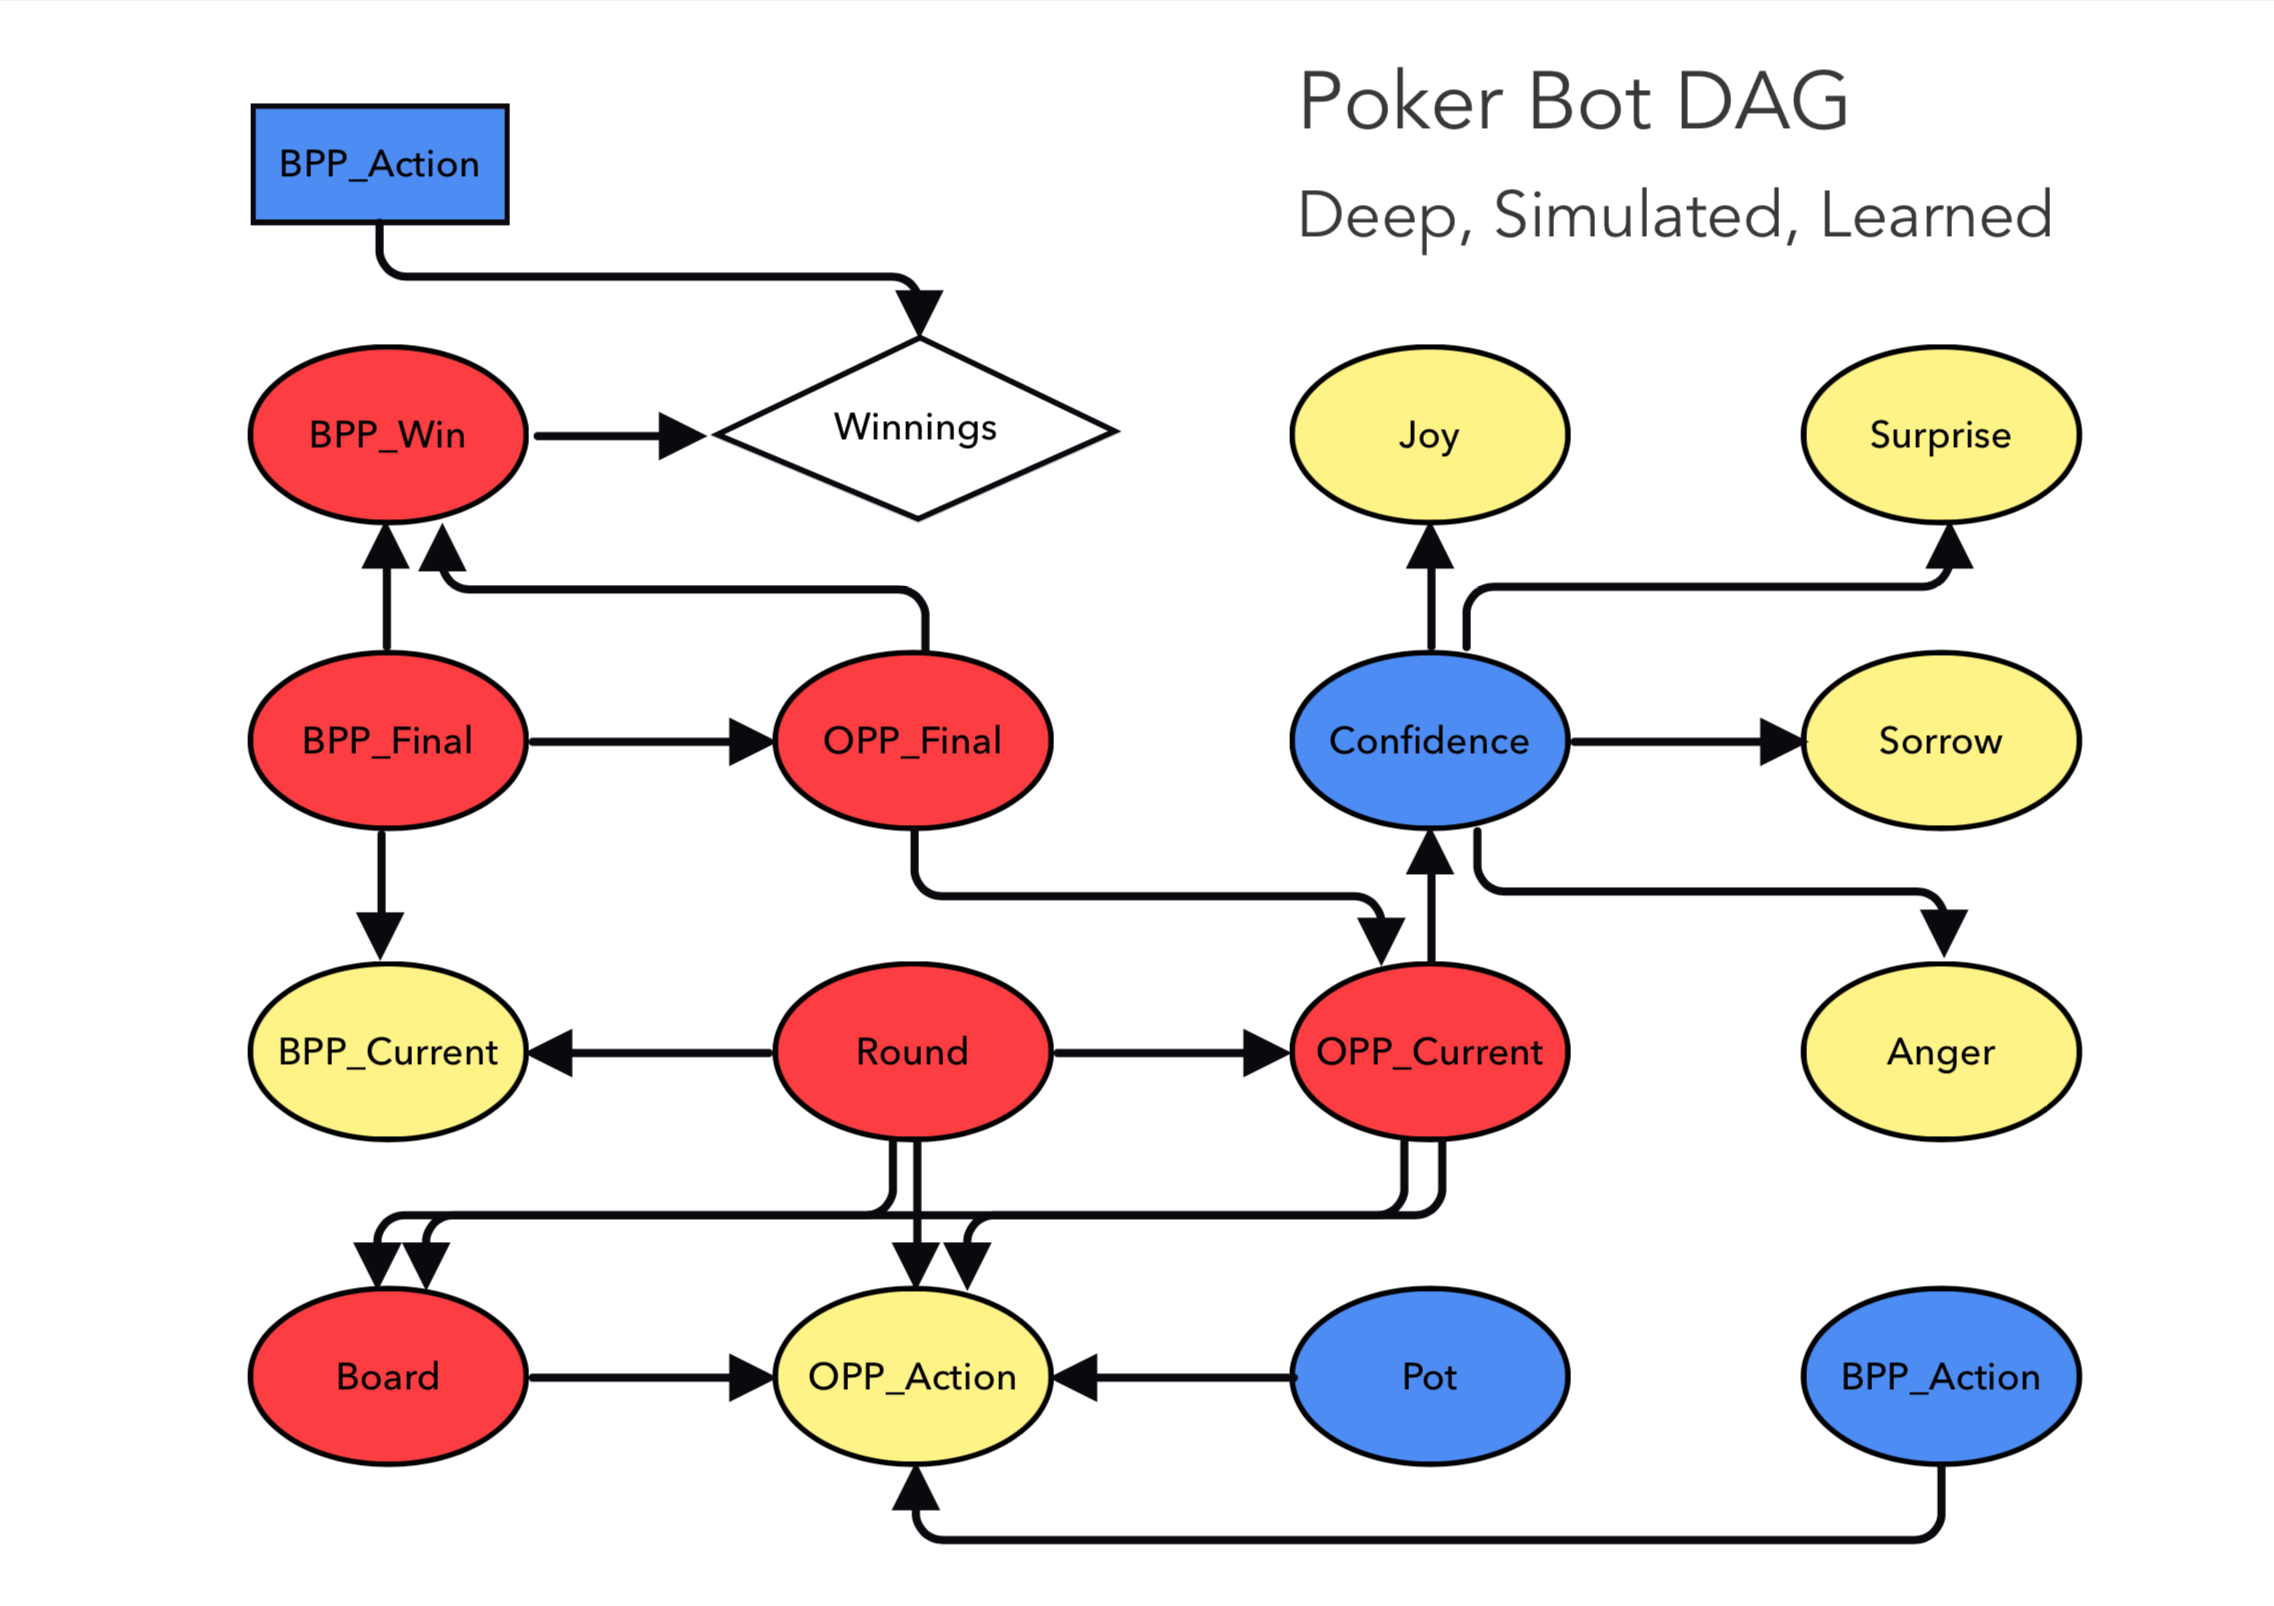 Poker Bot DAG
Deep, Simulated, Learned
BPP_Action
BPP_Win
Winnings
Joy
Surprise
BPP_Final
OPP_Final
Confidence
Sorrow
BPP_Current
Round
OPP_Current
Anger
Board
OPP_Action
Pot
BPP_Action